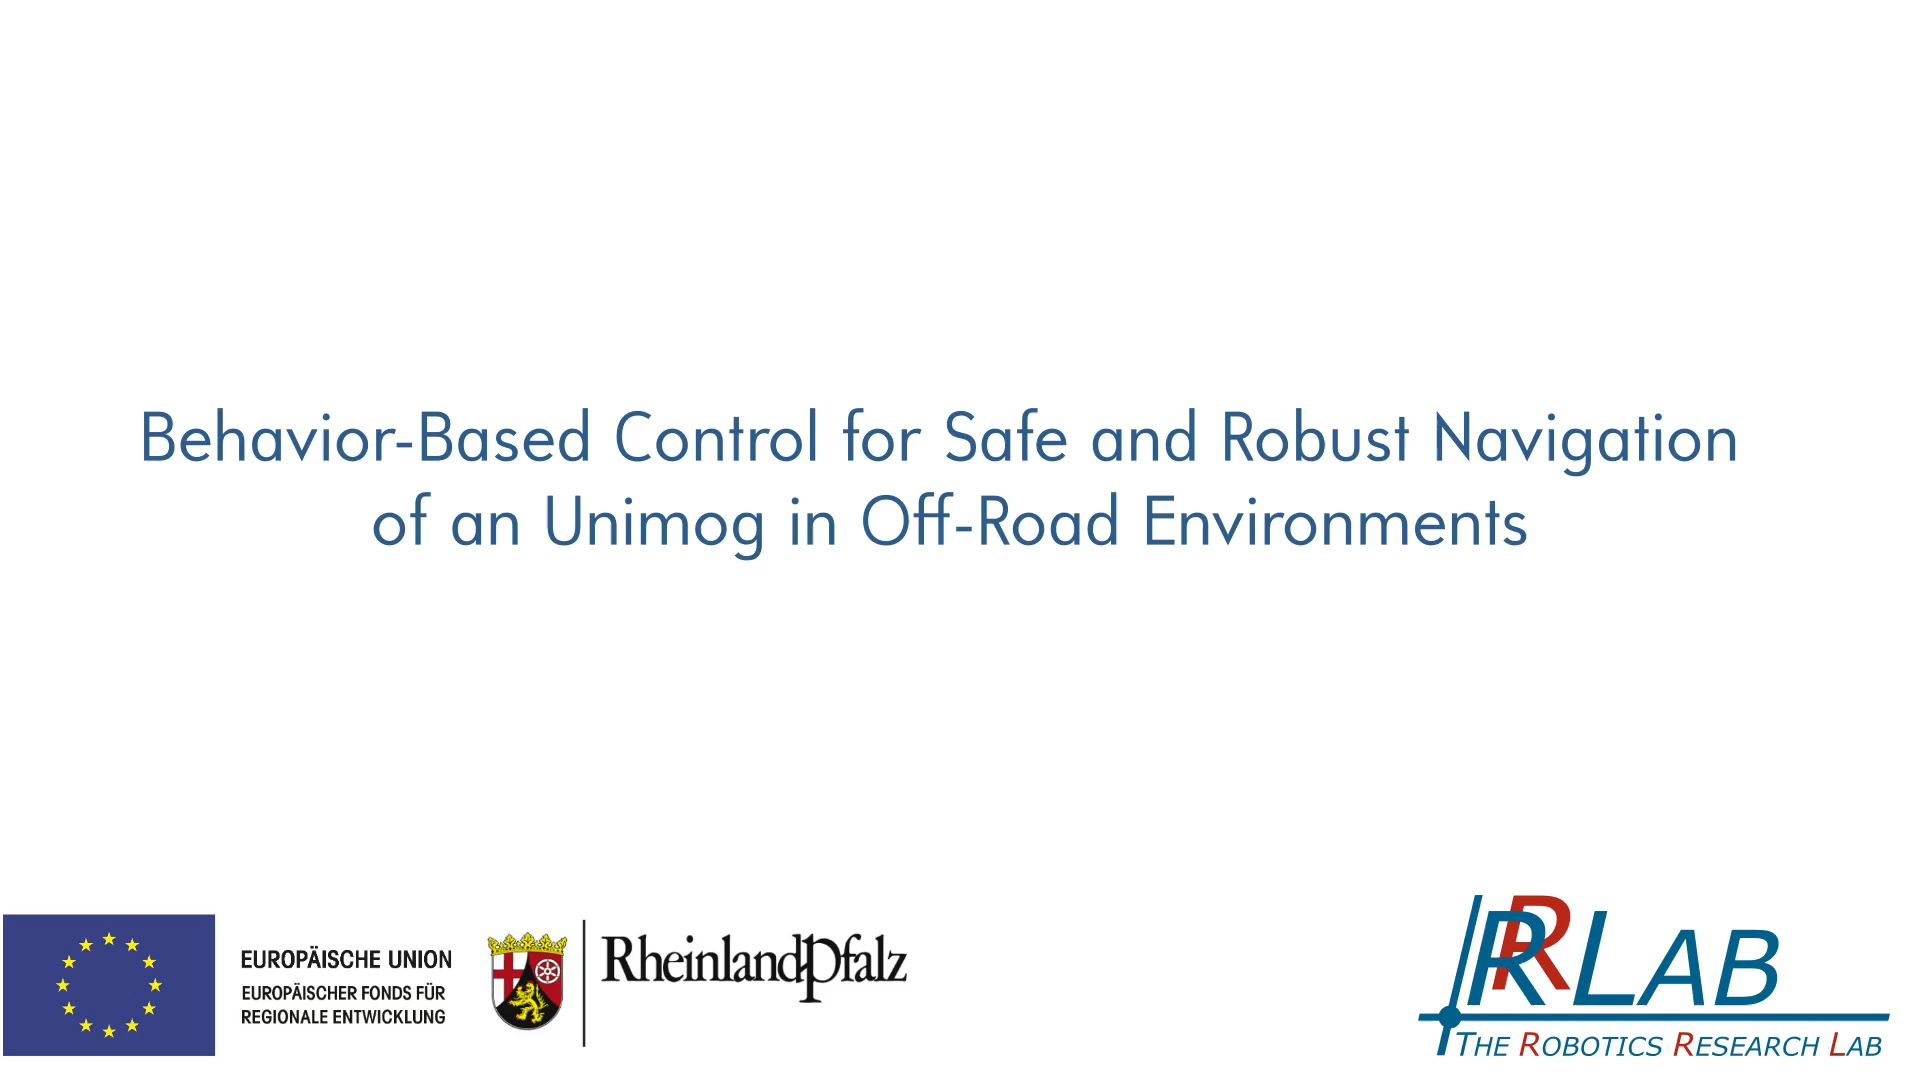 Behavior-Based Control for Safe and Robust Navigation
of an Unimog in Off-Road Environments
EUROPÄISCHE UNION
EUROPÄISCHER FONDS FÜR
REGIONALE ENTWICKLUNG
RheinlandPfalz
RRLAB
THE ROBOTICS RESEARCH LAB